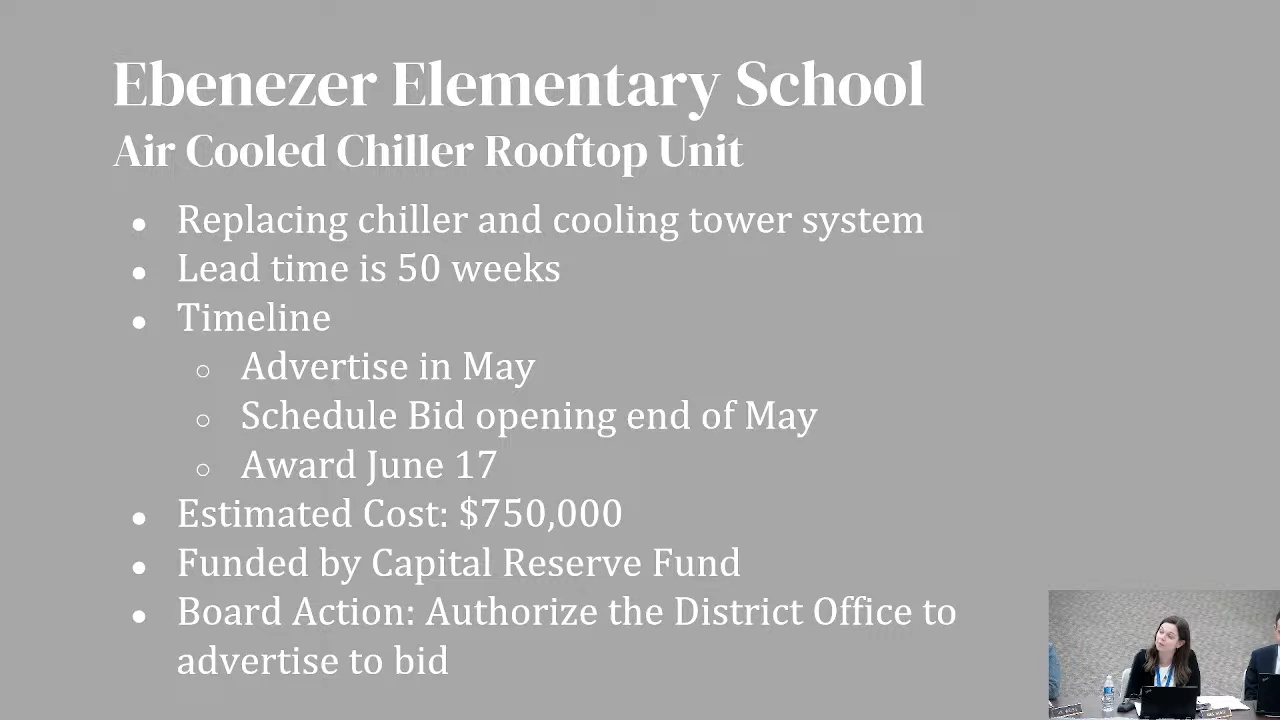 Ebenezer Elementary School
Air Cooled Chiller Rooftop Unit
● Replacing chiller and cooling tower system
● Lead time is 50 weeks
● Timeline
○ Advertise in May
○ Schedule Bid opening end of May
○ Award June 17
● Estimated Cost: $750,000
● Funded by Capital Reserve Fund
● Board Action: Authorize the District Office to
advertise to bid